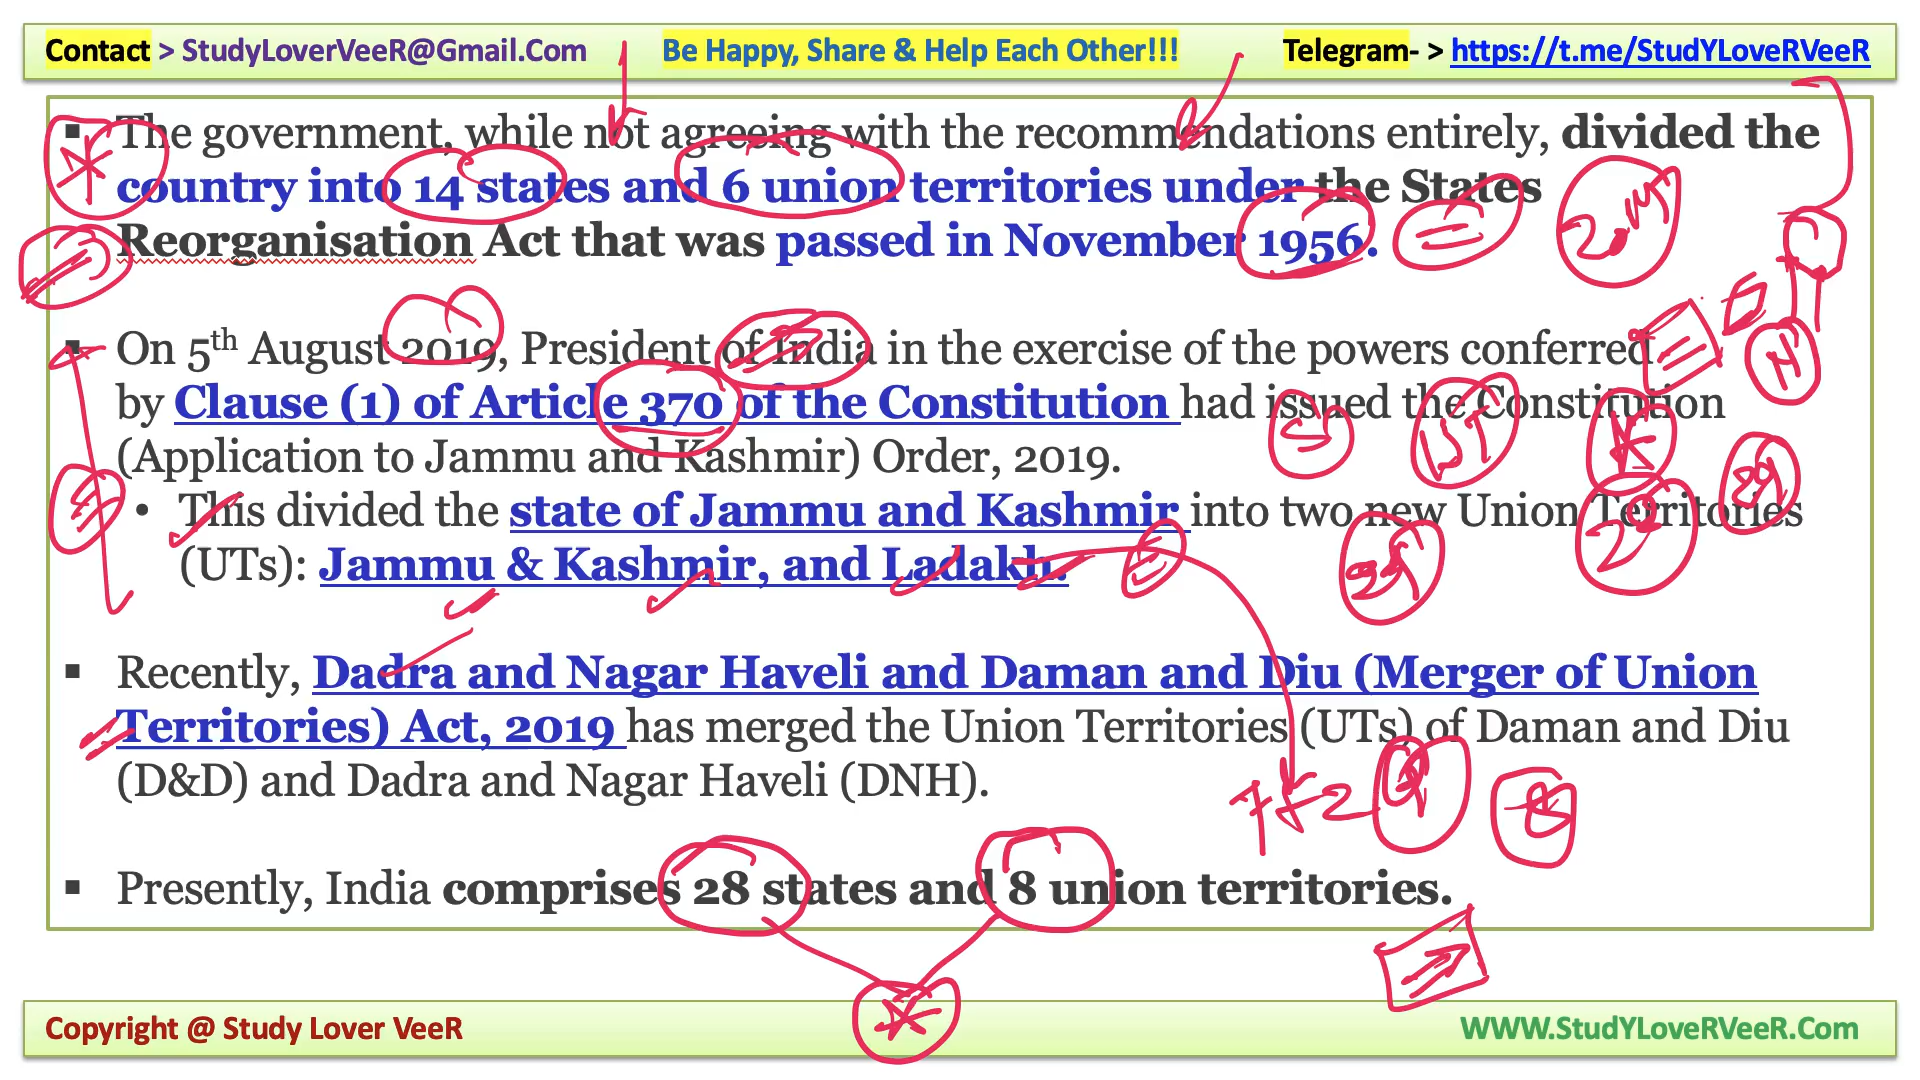 Contact > StudyLoverVeeR@Gmail.Com Be Happy, Share & Help Each Other!!! Telegram- > https://t.me/StudYLoveRVeeR
▪ The government, while not agreeing with the recommendations entirely, divided the
country into 14 states and 6 union territories under the States
Reorganisation Act that was passed in November 1956.
▪ On 5th August 2019, President of India in the exercise of the powers conferred
by Clause (1) of Article 370 of the Constitution had issued the Constitution
(Application to Jammu and Kashmir) Order, 2019.
• This divided the state of Jammu and Kashmir into two new Union Territories
(UTs): Jammu & Kashmir, and Ladakh.
▪ Recently, Dadra and Nagar Haveli and Daman and Diu (Merger of Union
Territories) Act, 2019 has merged the Union Territories (UTs) of Daman and Diu
(D&D) and Dadra and Nagar Haveli (DNH).
7+2 9 8
▪ Presently, India comprises 28 states and 8 union territories.
Copyright @ Study Lover VeeR WWW.StudYLoveRVeeR.Com